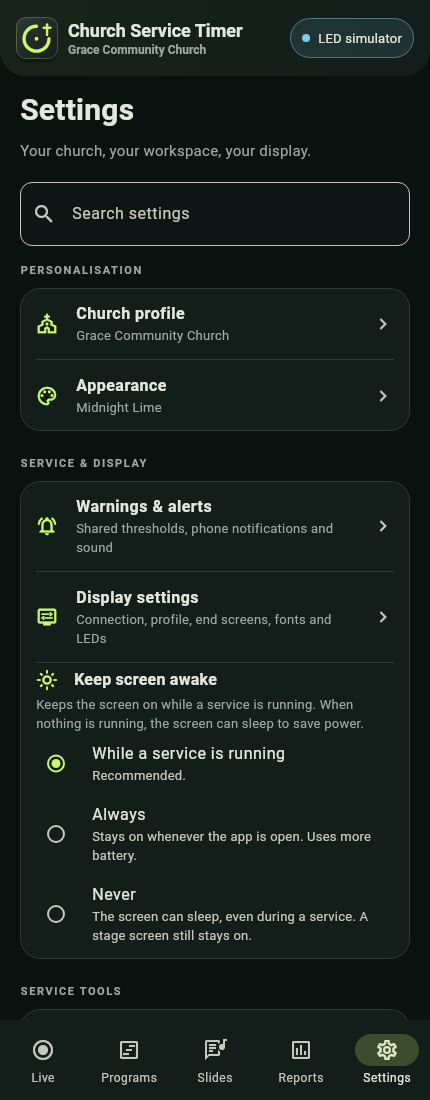 Church Service Timer
Grace Community Church
LED simulator
Settings
Your church, your workspace, your display.
Search settings
PERSONALISATION
Church profile
Grace Community Church
Appearance
Midnight Lime
SERVICE & DISPLAY
Warnings & alerts
Shared thresholds, phone notifications and
sound
Display settings
Connection, profile, end screens, fonts and
LEDs
Keep screen awake
Keeps the screen on while a service is running. When
nothing is running, the screen can sleep to save power.
While a service is running
Recommended.
Always
Stays on whenever the app is open. Uses more
battery.
Never
The screen can sleep, even during a service. A
stage screen still stays on.
SERVICE TOOLS
Live
Programs
Slides
Reports
Settings